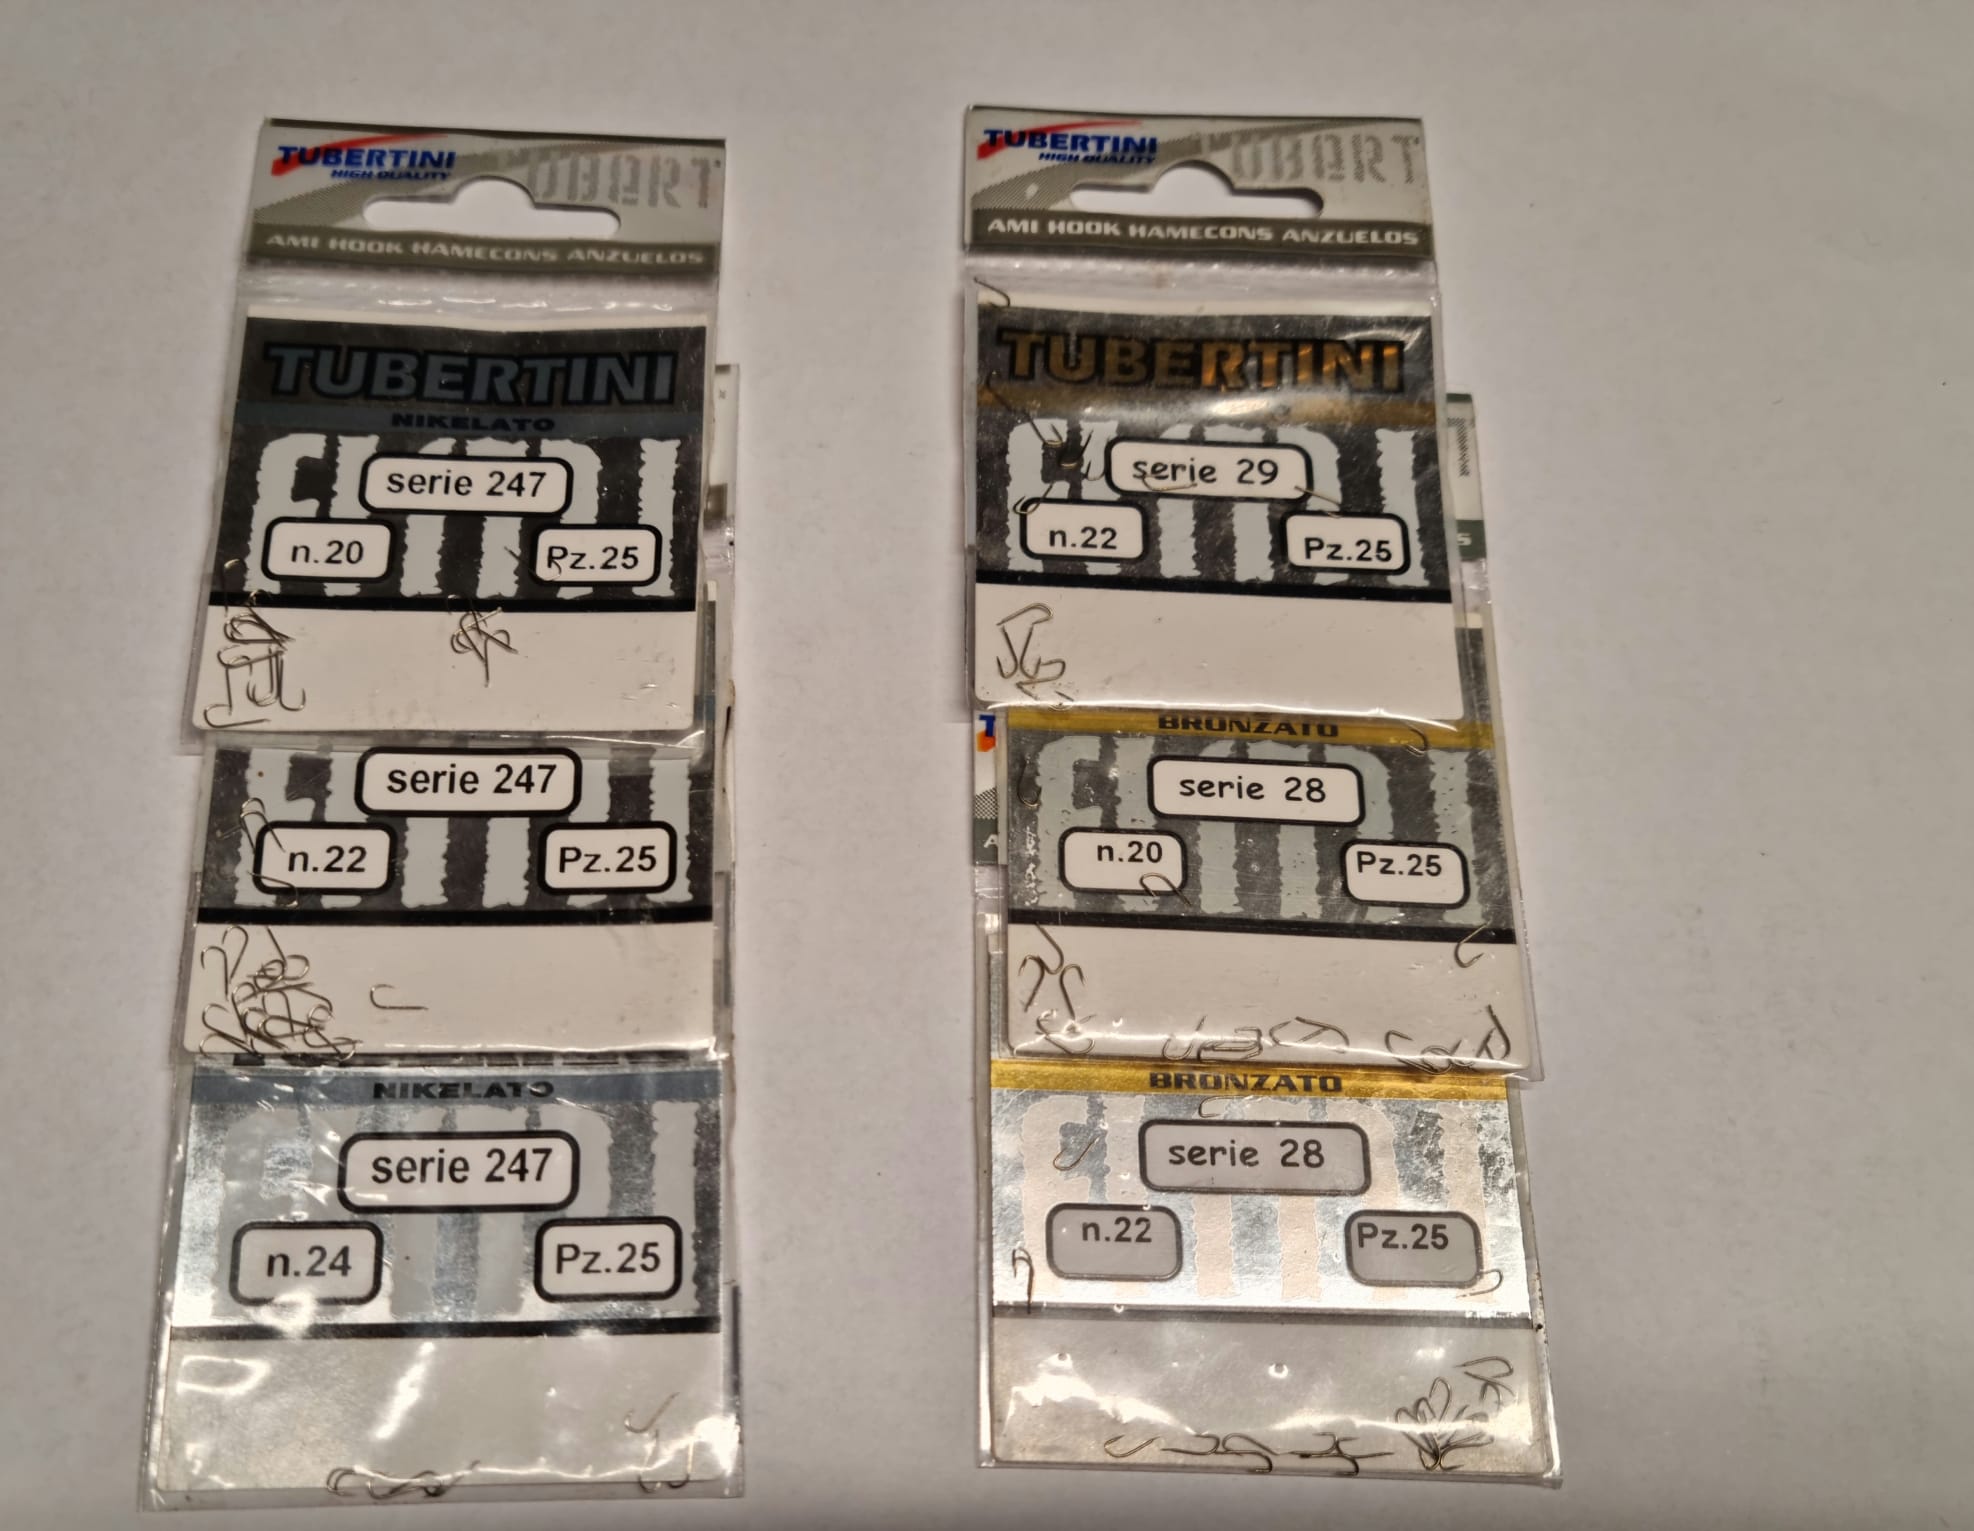 TUBERTINI
HIGH QUALITY
AMI HOOK HAMECONS ANZUELOS
TUBERTINI
NIKELATO
serie 247
n.20
Pz.25
serie 247
n.22
Pz.25
NIKELATO
serie 247
n.24
Pz.25
TUBERTINI
HIGH QUALITY
AMI HOOK HAMECONS ANZUELOS
TUBERTINI
serie 29
n.22
Pz.25
BRONZATO
serie 28
n.20
Pz.25
BRONZATO
serie 28
n.22
Pz.25